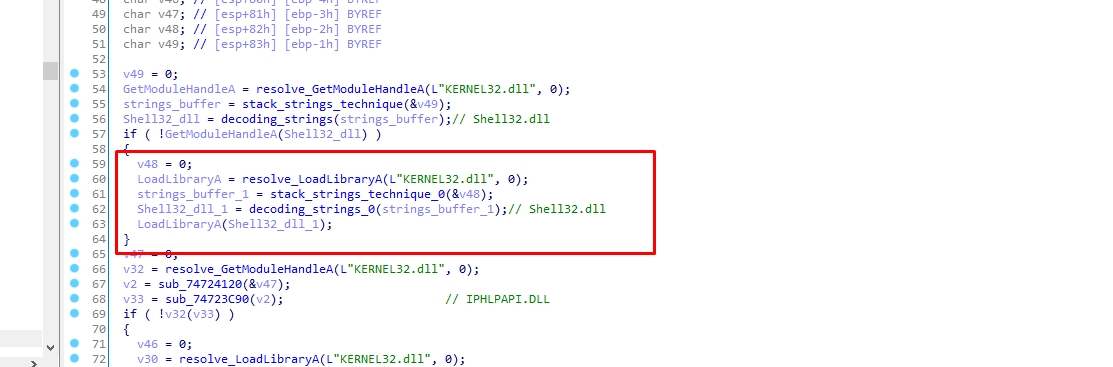 48 char v46; // [esp+80h] [ebp-4h] BYREF
49 char v47; // [esp+81h] [ebp-3h] BYREF
50 char v48; // [esp+82h] [ebp-2h] BYREF
51 char v49; // [esp+83h] [ebp-1h] BYREF
52
53 v49 = 0;
54 GetModuleHandleA = resolve_GetModuleHandleA(L"KERNEL32.dll", 0);
55 strings_buffer = stack_strings_technique(&v49);
56 Shell32_dll = decoding_strings(strings_buffer);// Shell32.dll
57 if ( !GetModuleHandleA(Shell32_dll) )
58 {
59 v48 = 0;
60 LoadLibraryA = resolve_LoadLibraryA(L"KERNEL32.dll", 0);
61 strings_buffer_1 = stack_strings_technique_0(&v48);
62 Shell32_dll_1 = decoding_strings_0(strings_buffer_1);// Shell32.dll
63 LoadLibraryA(Shell32_dll_1);
64 }
65 v47 = 0;
66 v32 = resolve_GetModuleHandleA(L"KERNEL32.dll", 0);
67 v2 = sub_74724120(&v47);
68 v33 = sub_74723C90(v2); // IPHLPAPI.DLL
69 if ( !v32(v33) )
70 {
71 v46 = 0;
72 v30 = resolve_LoadLibraryA(L"KERNEL32.dll", 0);